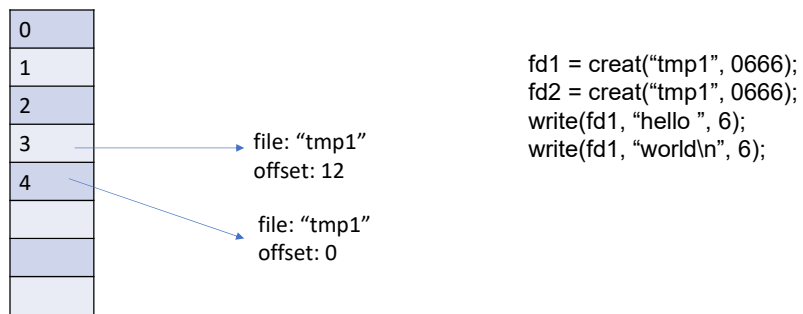 0
1
2
3
4
file: “tmp1”
offset: 12
file: “tmp1”
offset: 0
fd1 = creat(“tmp1”, 0666);
fd2 = creat(“tmp1”, 0666);
write(fd1, “hello ”, 6);
write(fd1, “world\n”, 6);